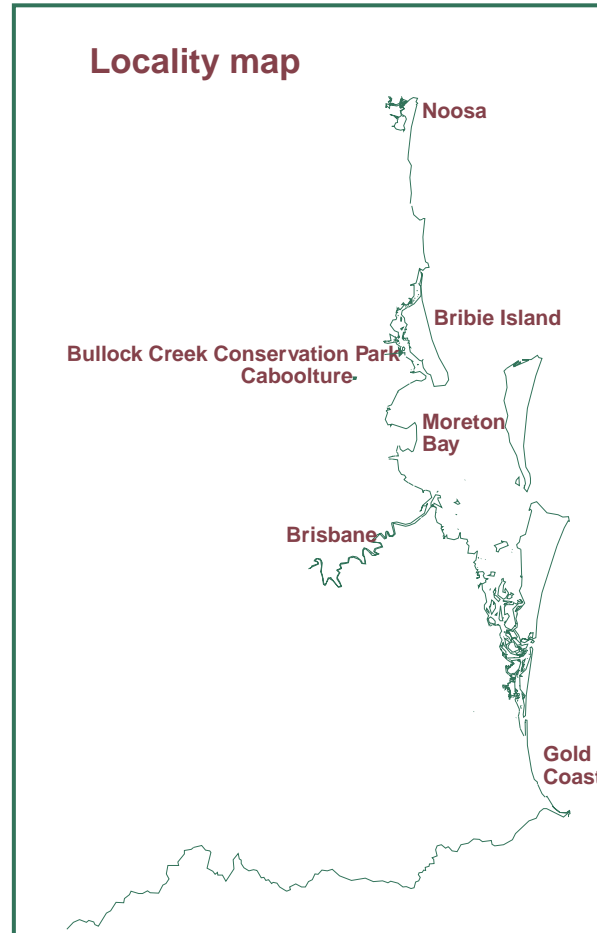 Locality map
Noosa
Bribie Island
Bullock Creek Conservation Park
Caboolture
Moreton
Bay
Brisbane
Gold
Coast